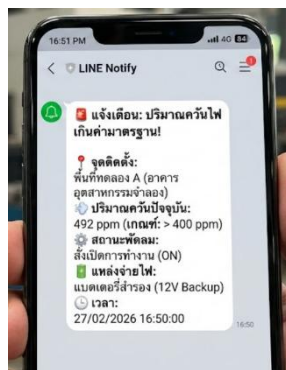 16:51 PM
4G 84
LINE Notify
🚨 แจ้งเตือน: ปริมาณควันไฟ
เกินค่ามาตรฐาน!
📍 จุดติดตั้ง:
พื้นที่ทดลอง A (อาคาร
อุตสาหกรรมจำลอง)
💨 ปริมาณควันปัจจุบัน:
492 ppm (เกณฑ์: > 400 ppm)
⚙️ สถานะพัดลม:
สั่งเปิดการทำงาน (ON)
🔋 แหล่งจ่ายไฟ:
แบตเตอรี่สำรอง (12V Backup)
🕒 เวลา:
27/02/2026 16:50:00
16:50